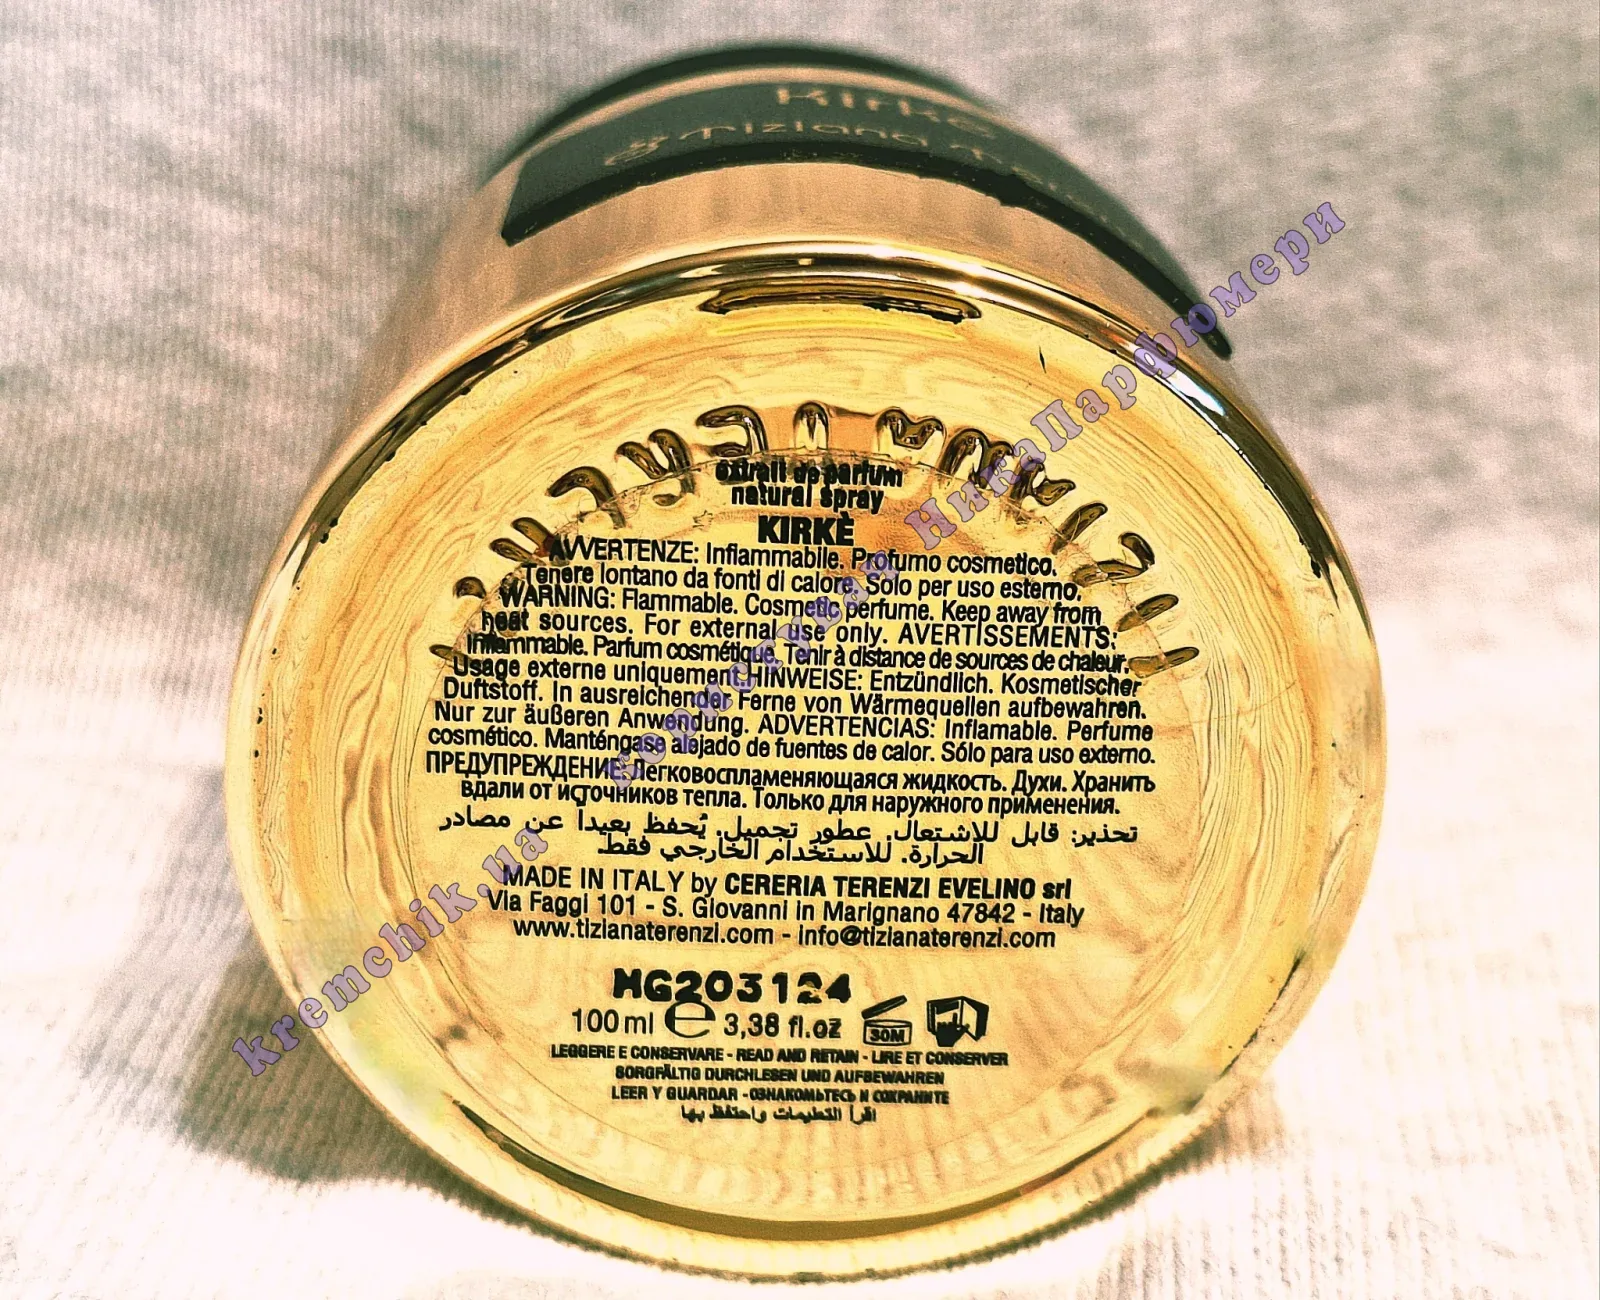 Kirkè
Tiziana
extrait de parfum
natural spray
KIRKÈ
AVVERTENZE: Infiammabile. Profumo cosmetico.
Tenere lontano da fonti di calore. Solo per uso esterno.
WARNING: Flammable. Cosmetic perfume. Keep away from
heat sources. For external use only. AVERTISSEMENTS:
Inflammable. Parfum cosmétique. Tenir à distance de sources de chaleur.
Usage externe uniquement. HINWEISE: Entzündlich. Kosmetischer
Duftstoff. In ausreichender Ferne von Wärmequellen aufbewahren.
Nur zur äußeren Anwendung. ADVERTENCIAS: Inflamable. Perfume
cosmético. Manténgase alejado de fuentes de calor. Sólo para uso externo.
ПРЕДУПРЕЖДЕНИЕ: Легковоспламеняющаяся жидкость. Духи. Хранить
вдали от источников тепла. Только для наружного применения.
تحذير: قابل للإشتعال. عطور تجميل. يُحفظ بعيداً عن مصادر
الحرارة. للاستخدام الخارجي فقط
MADE IN ITALY by CERERIA TERENZI EVELINO srl
Via Faggi 101 - S. Giovanni in Marignano 47842 - Italy
www.tizianaterenzi.com - info@tizianaterenzi.com
MG203124
100 ml e 3,38 fl.oz 30M
LEGGERE E CONSERVARE - READ AND RETAIN - LIRE ET CONSERVER
SORGFÄLTIG DURCHLESEN UND AUFBEWAHREN
LEER Y GUARDAR - ОЗНАКОМЬТЕСЬ И СОХРАНИТЕ
اقرأ التعليمات واحتفظ بها
kremchik.ua
користувач НикаПарфюмери